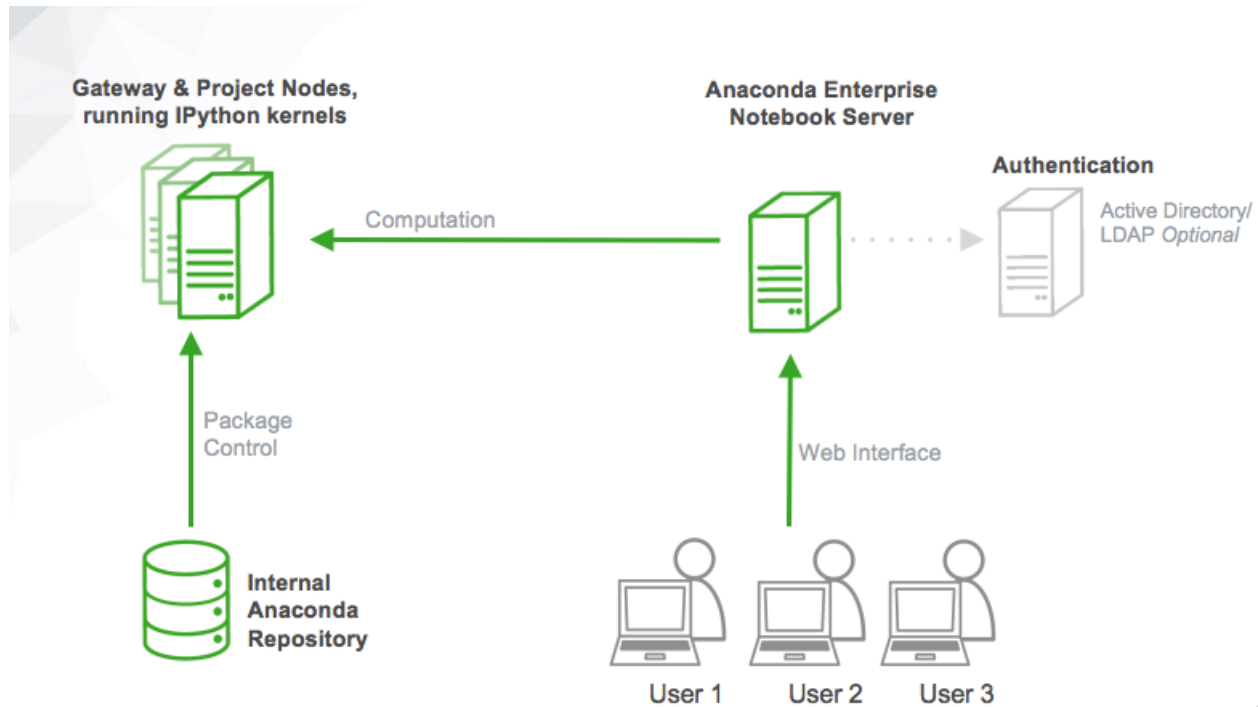 Gateway & Project Nodes,
running IPython kernels
Anaconda Enterprise
Notebook Server
Authentication
Active Directory/
LDAP Optional
Computation
Package
Control
Web Interface
Internal
Anaconda
Repository
User 1
User 2
User 3